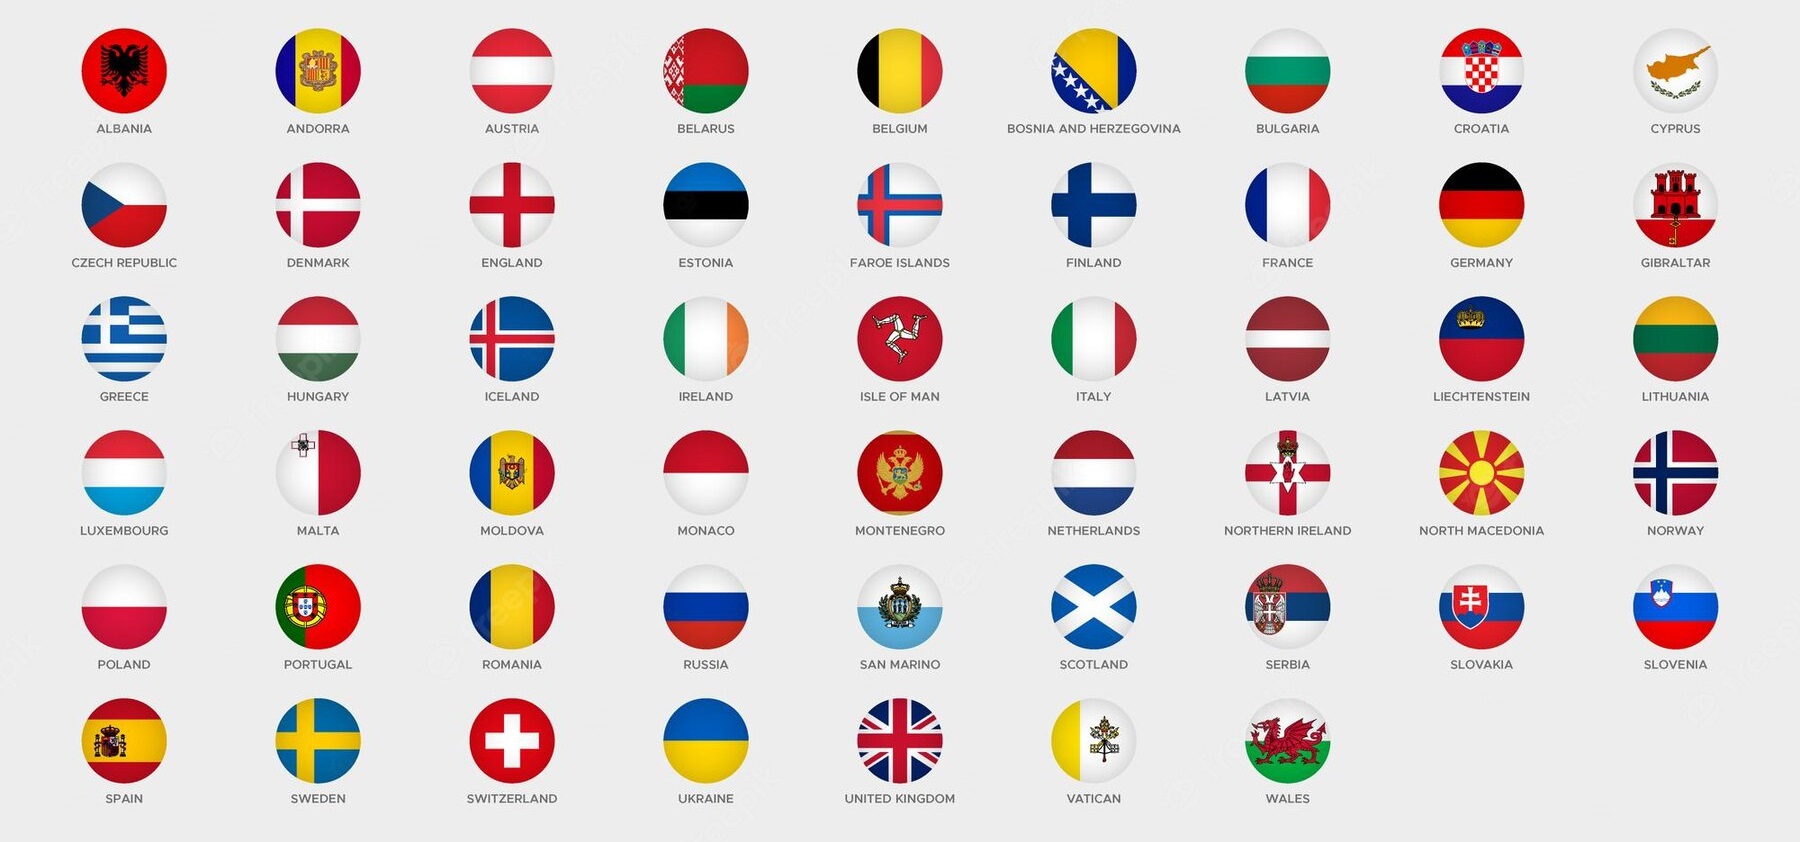 ALBANIA ANDORRA AUSTRIA BELARUS BELGIUM BOSNIA AND HERZEGOVINA BULGARIA CROATIA CYPRUS
CZECH REPUBLIC DENMARK ENGLAND ESTONIA FAROE ISLANDS FINLAND FRANCE GERMANY GIBRALTAR
GREECE HUNGARY ICELAND IRELAND ISLE OF MAN ITALY LATVIA LIECHTENSTEIN LITHUANIA
LUXEMBOURG MALTA MOLDOVA MONACO MONTENEGRO NETHERLANDS NORTHERN IRELAND NORTH MACEDONIA NORWAY
POLAND PORTUGAL ROMANIA RUSSIA SAN MARINO SCOTLAND SERBIA SLOVAKIA SLOVENIA
SPAIN SWEDEN SWITZERLAND UKRAINE UNITED KINGDOM VATICAN WALES